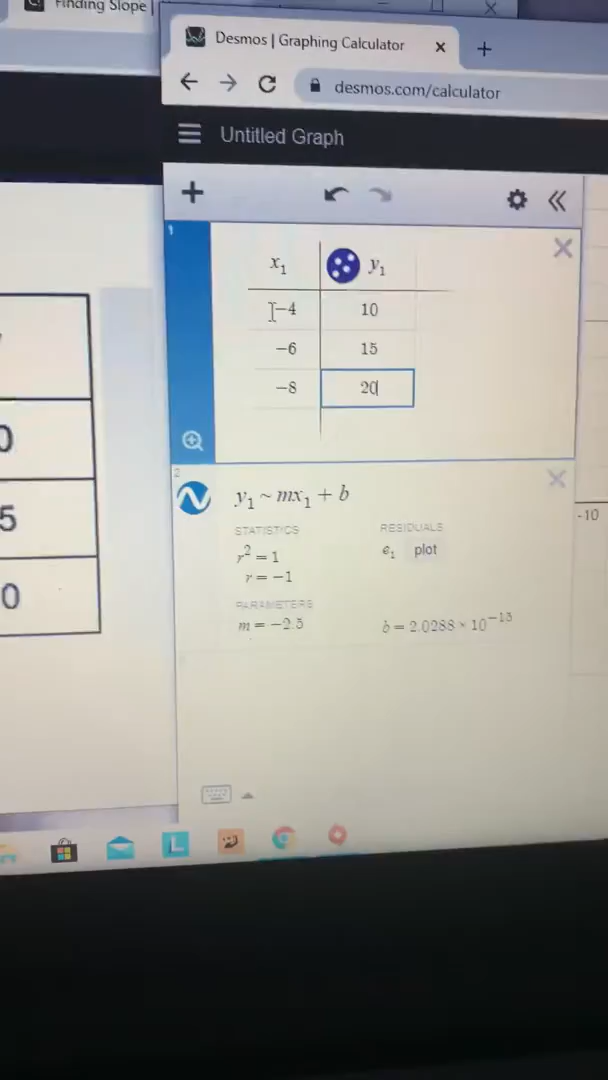 Finding Slope |
Desmos | Graphing Calculator
desmos.com/calculator
Untitled Graph
1
x₁ y₁
−4 10
−6 15
−8 20
0
5
0
2
y₁ ~ mx₁ + b
STATISTICS RESIDUALS
r² = 1 e₁ plot
r = −1
PARAMETERS
m = −2.5 b = 2.0288 × 10⁻¹⁵
-10
L